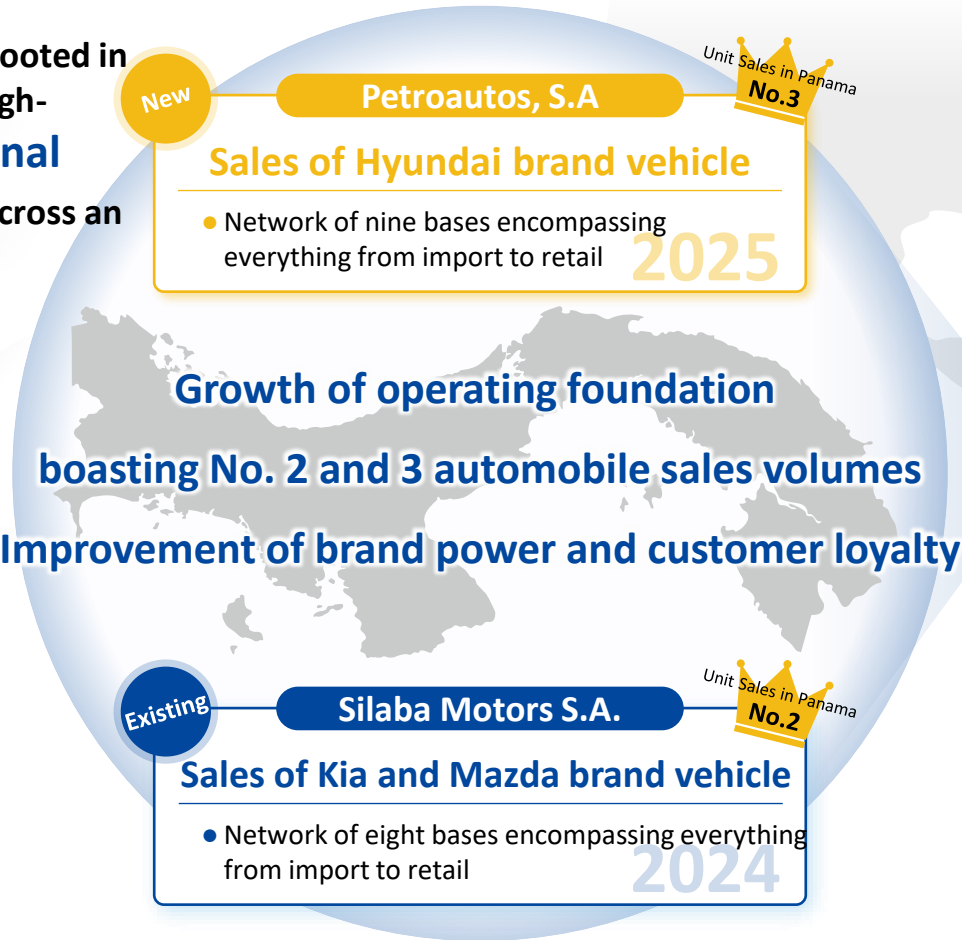 ooted in
gh-
nal
cross an
New
Petroautos, S.A
Unit Sales in Panama
No.3
Sales of Hyundai brand vehicle
● Network of nine bases encompassing
everything from import to retail
2025
Growth of operating foundation
boasting No. 2 and 3 automobile sales volumes
Improvement of brand power and customer loyalty
Existing
Silaba Motors S.A.
Unit Sales in Panama
No.2
Sales of Kia and Mazda brand vehicle
● Network of eight bases encompassing everything
from import to retail
2024